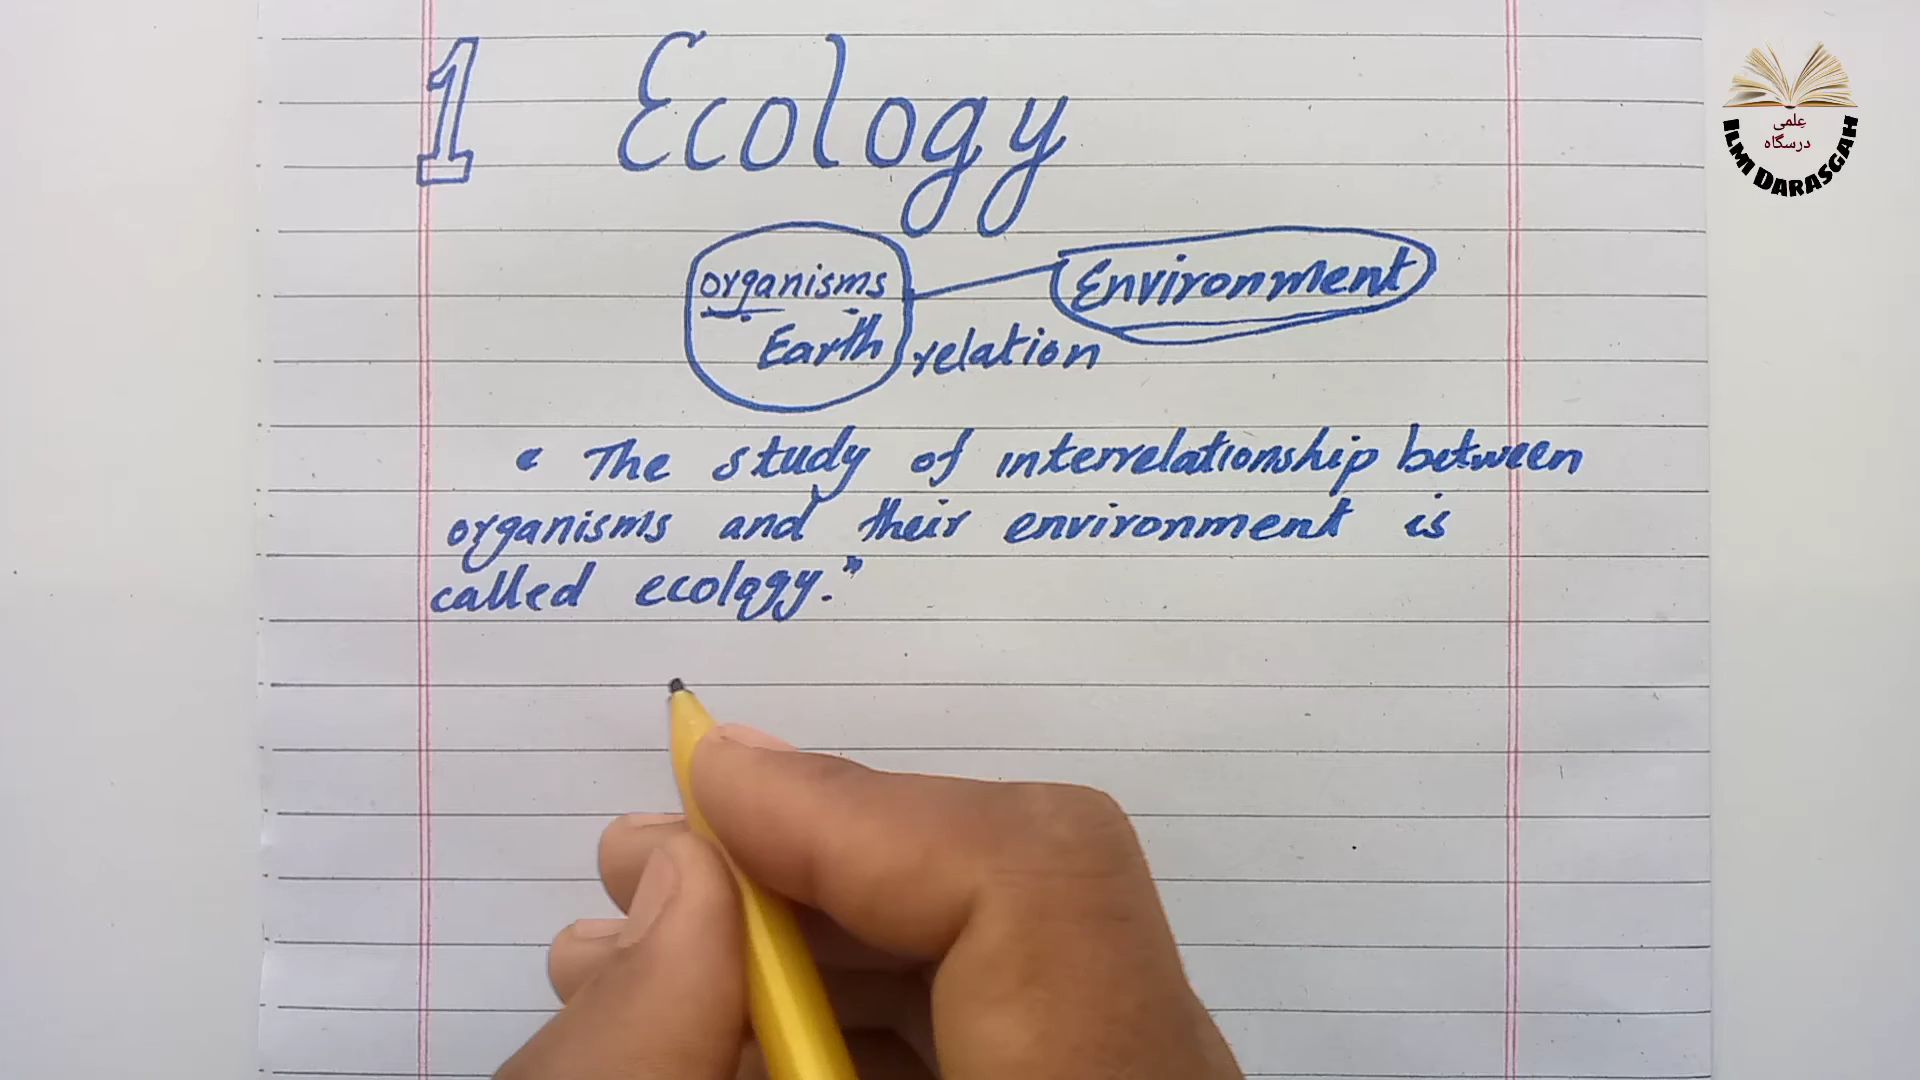 1 Ecology
organisms Environment
Earth relation
“ The study of interrelationship between
organisms and their environment is
called ecology.”
علمی
درسگاہ
ILMI DARASGAH